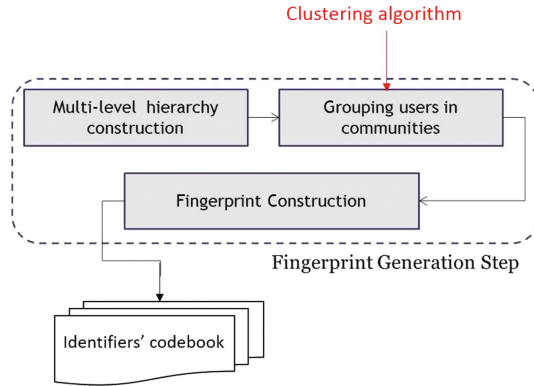 Clustering algorithm
Multi-level hierarchy
construction
Grouping users in
communities
Fingerprint Construction
Fingerprint Generation Step
Identifiers' codebook